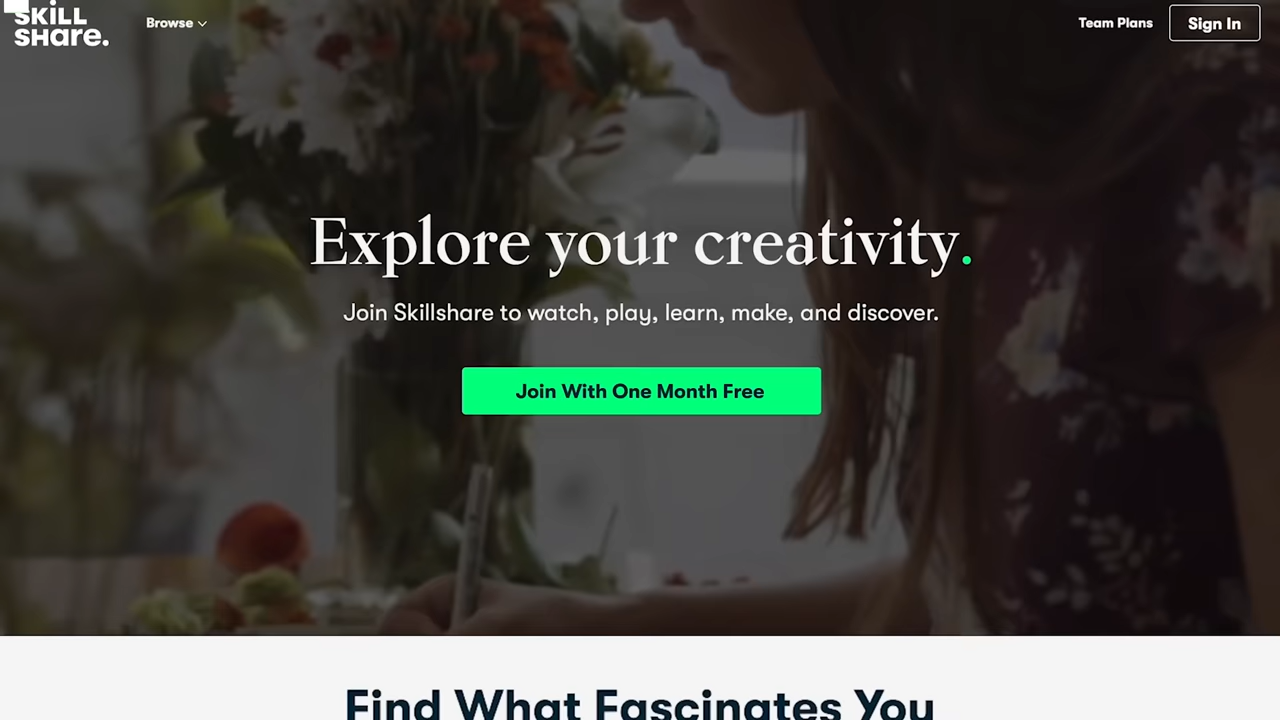 SKiLL
SHare.
Browse
Team Plans
Sign In
Explore your creativity.
Join Skillshare to watch, play, learn, make, and discover.
Join With One Month Free
Find What Fascinates You